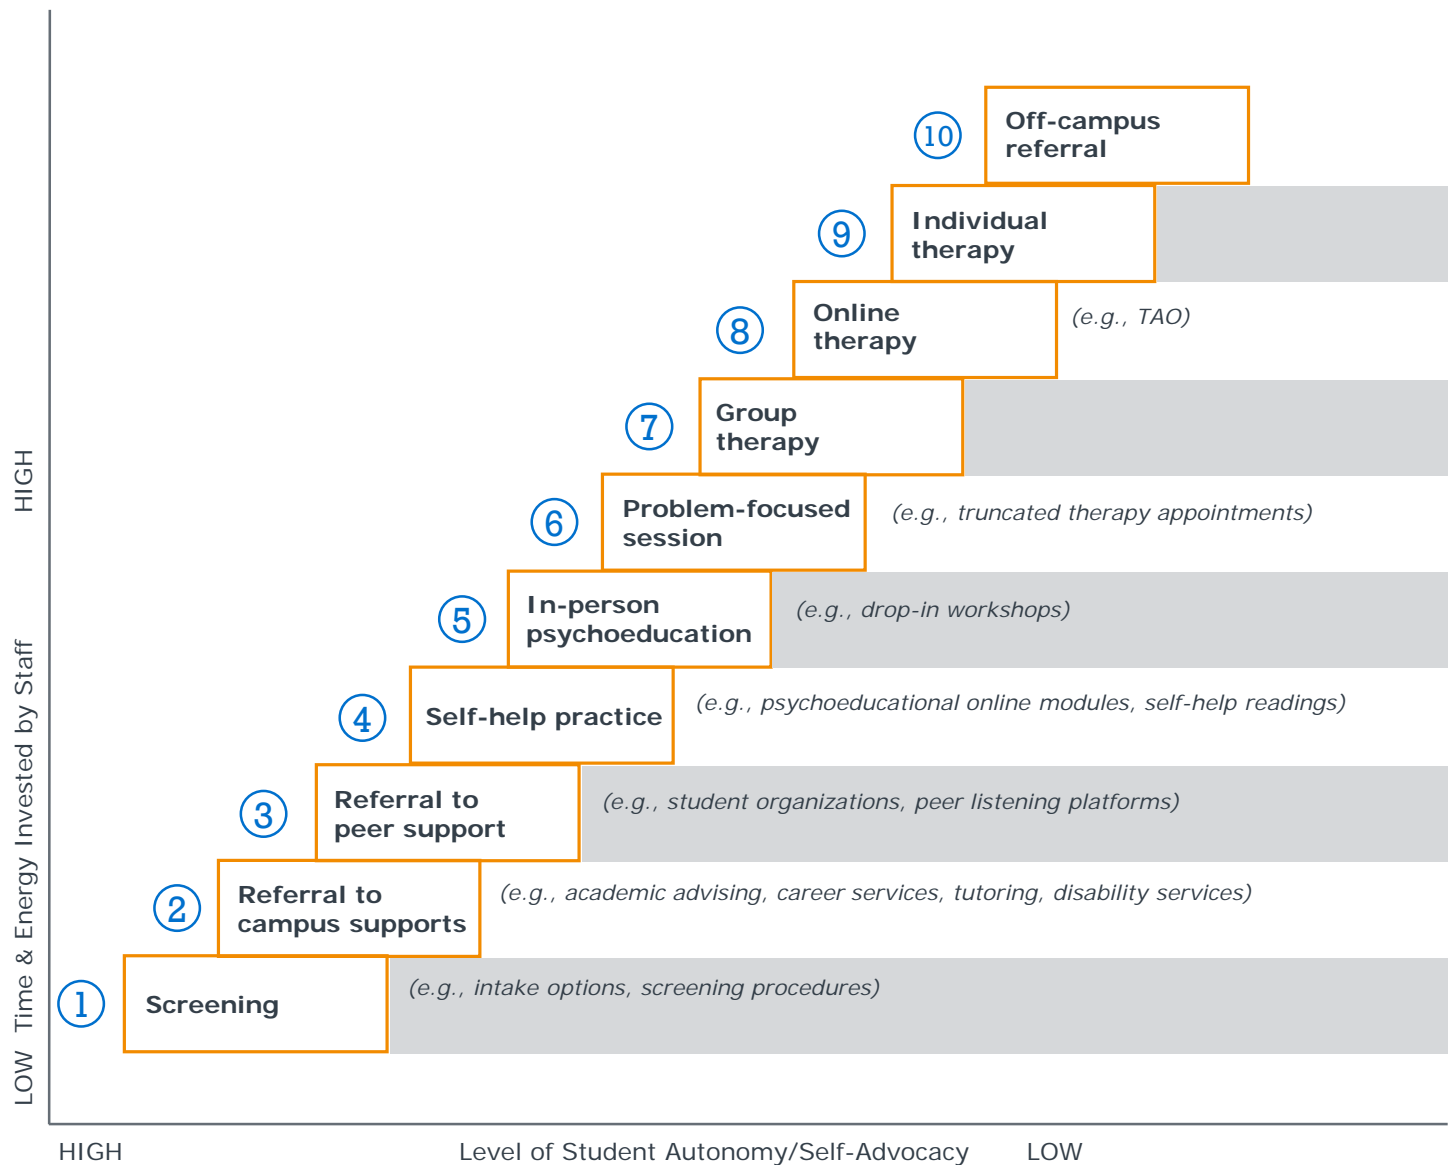 10
Off-campus
referral
9
Individual
therapy
8
Online
therapy
(e.g., TAO)
7
Group
therapy
6
Problem-focused
session
(e.g., truncated therapy appointments)
5
In-person
psychoeducation
(e.g., drop-in workshops)
4
Self-help practice
(e.g., psychoeducational online modules, self-help readings)
3
Referral to
peer support
(e.g., student organizations, peer listening platforms)
2
Referral to
campus supports
(e.g., academic advising, career services, tutoring, disability services)
1
Screening
(e.g., intake options, screening procedures)
LOW Time & Energy Invested by Staff HIGH
HIGH Level of Student Autonomy/Self-Advocacy LOW